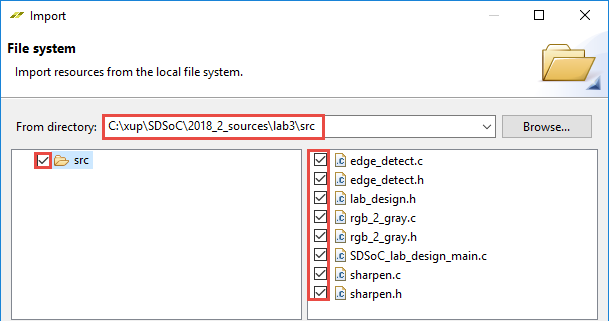 Import
File system
Import resources from the local file system.
From directory: C:\xup\SDSoC\2018_2_sources\lab3\src Browse...
src
edge_detect.c
edge_detect.h
lab_design.h
rgb_2_gray.c
rgb_2_gray.h
SDSoC_lab_design_main.c
sharpen.c
sharpen.h